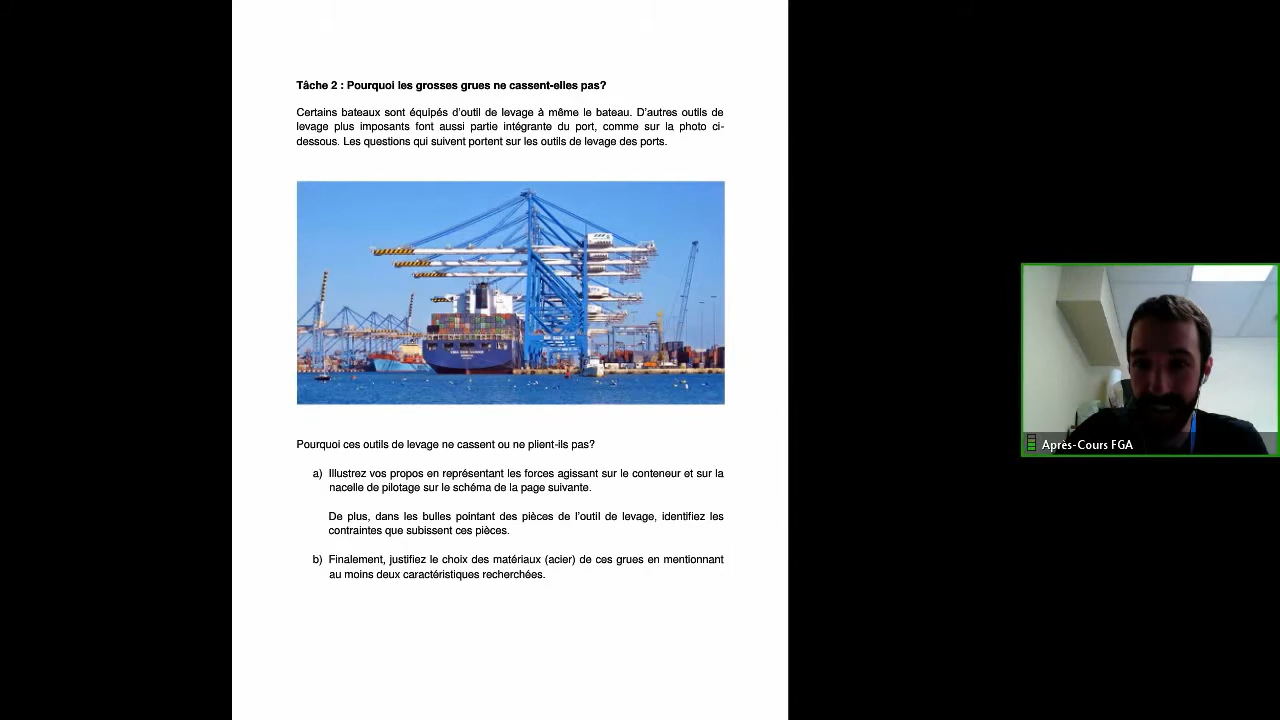 Tâche 2 : Pourquoi les grosses grues ne cassent-elles pas?
Certains bateaux sont équipés d'outil de levage à même le bateau. D'autres outils de
levage plus imposants font aussi partie intégrante du port, comme sur la photo ci-
dessous. Les questions qui suivent portent sur les outils de levage des ports.
Pourquoi ces outils de levage ne cassent ou ne plient-ils pas?
a) Illustrez vos propos en représentant les forces agissant sur le conteneur et sur la
nacelle de pilotage sur le schéma de la page suivante.
De plus, dans les bulles pointant des pièces de l'outil de levage, identifiez les
contraintes que subissent ces pièces.
b) Finalement, justifiez le choix des matériaux (acier) de ces grues en mentionnant
au moins deux caractéristiques recherchées.
Après-Cours FGA